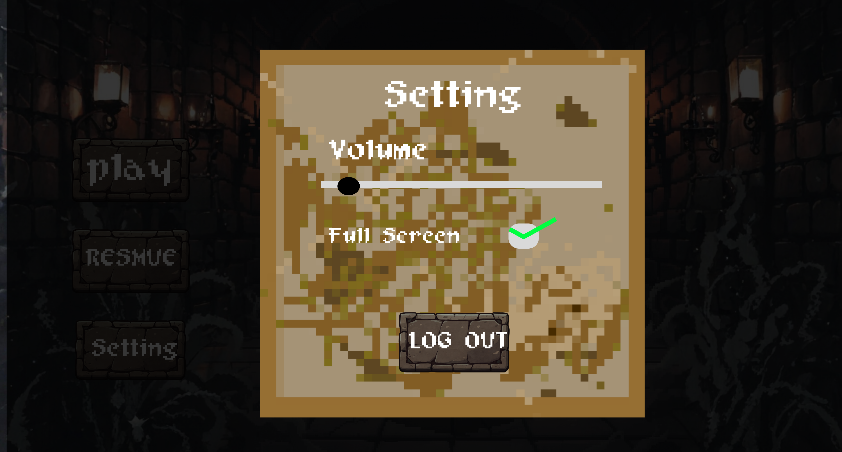 Setting
Volume
Full Screen
LOG OUT
play
RESMUE
Setting